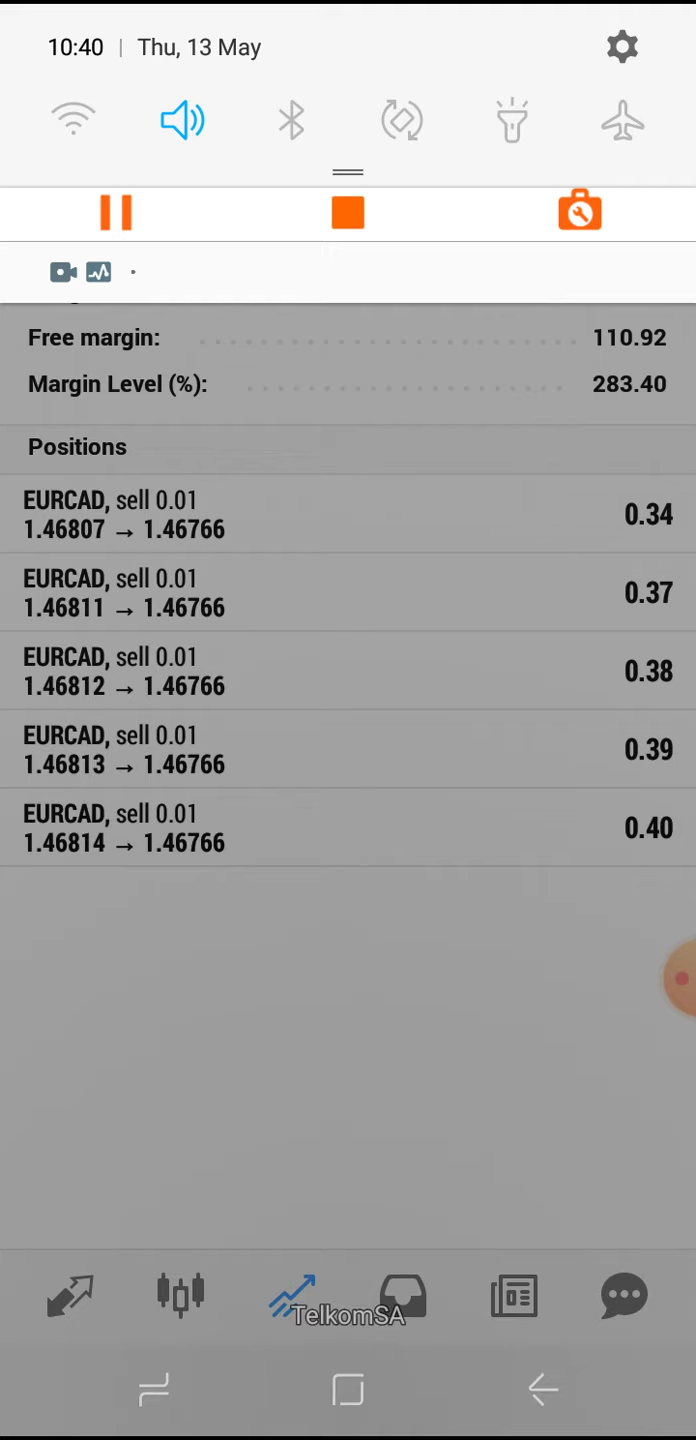 10:40 | Thu, 13 May
Free margin: 110.92
Margin Level (%): 283.40
Positions
EURCAD, sell 0.01
1.46807 → 1.46766 0.34
EURCAD, sell 0.01
1.46811 → 1.46766 0.37
EURCAD, sell 0.01
1.46812 → 1.46766 0.38
EURCAD, sell 0.01
1.46813 → 1.46766 0.39
EURCAD, sell 0.01
1.46814 → 1.46766 0.40
TelkomSA